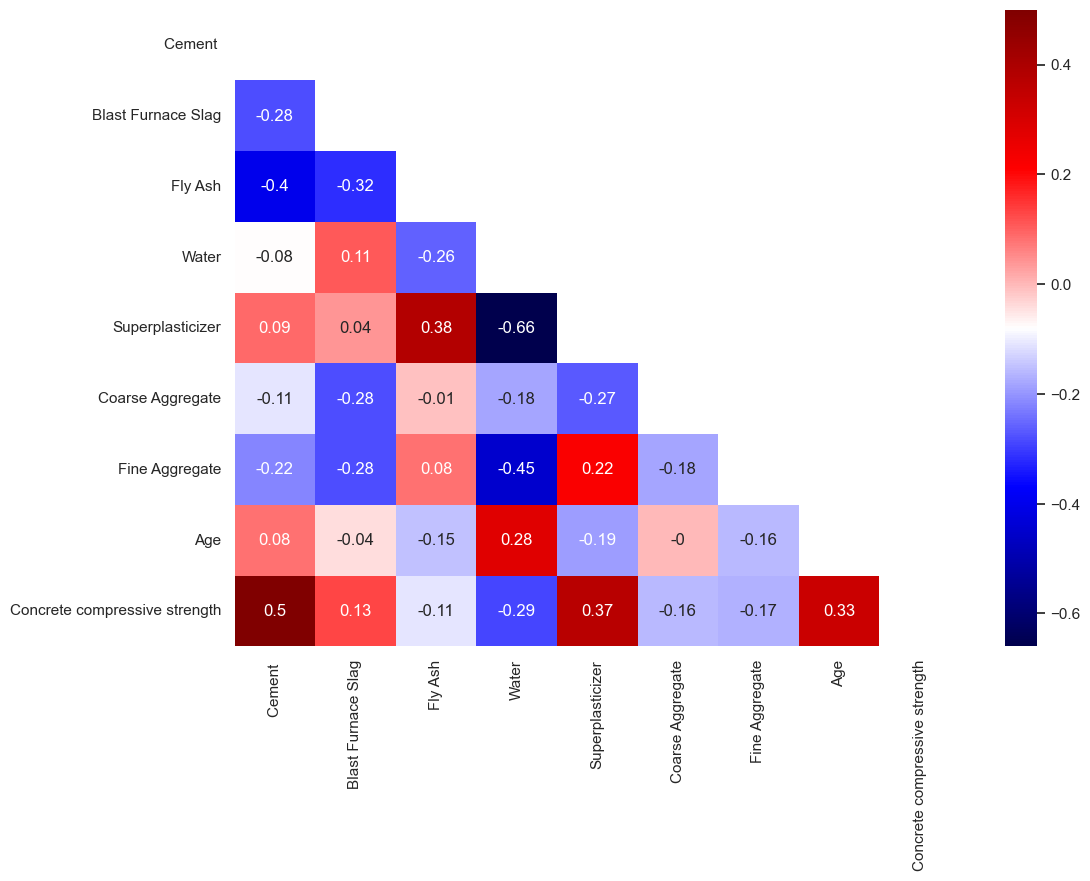 Cement
Blast Furnace Slag
-0.28
Fly Ash
-0.4 -0.32
Water
-0.08 0.11 -0.26
Superplasticizer
0.09 0.04 0.38 -0.66
Coarse Aggregate
-0.11 -0.28 -0.01 -0.18 -0.27
Fine Aggregate
-0.22 -0.28 0.08 -0.45 0.22 -0.18
Age
0.08 -0.04 -0.15 0.28 -0.19 -0 -0.16
Concrete compressive strength
0.5 0.13 -0.11 -0.29 0.37 -0.16 -0.17 0.33
Cement
Blast Furnace Slag
Fly Ash
Water
Superplasticizer
Coarse Aggregate
Fine Aggregate
Age
Concrete compressive strength
0.4
0.2
0.0
−0.2
−0.4
−0.6